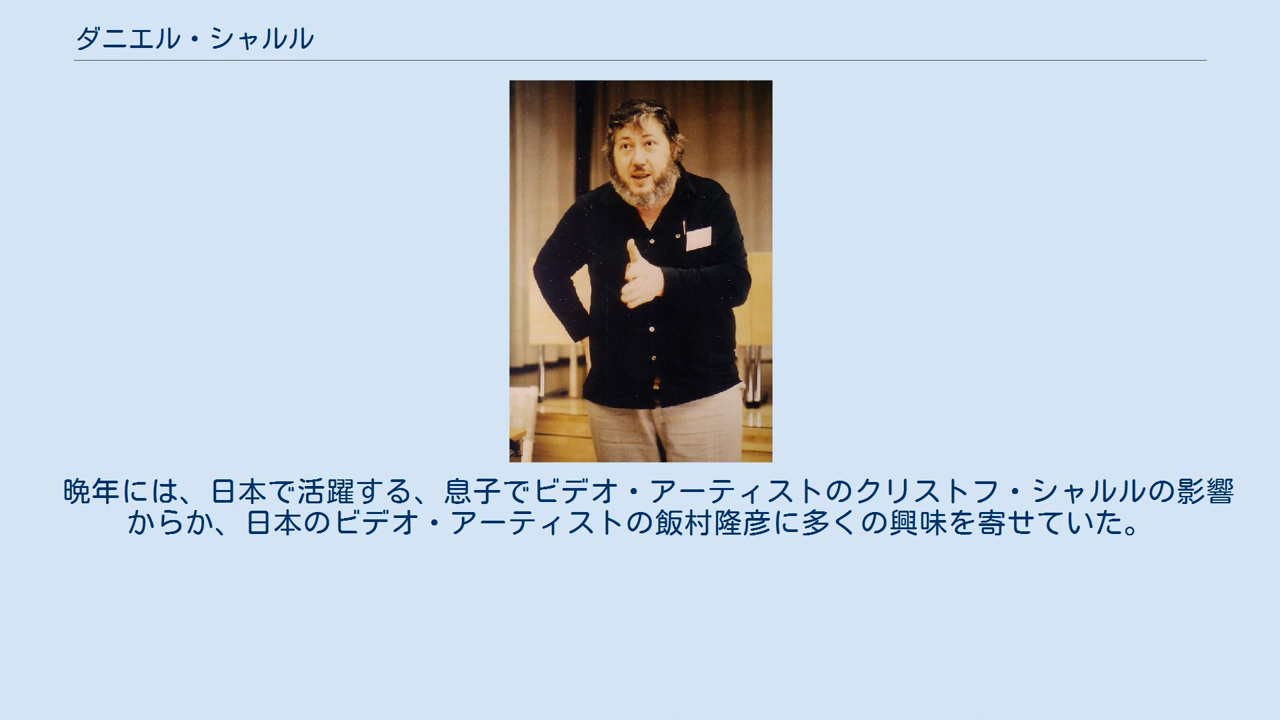 ダニエル・シャルル
晩年には、日本で活躍する、息子でビデオ・アーティストのクリストフ・シャルルの影響
からか、日本のビデオ・アーティストの飯村隆彦に多くの興味を寄せていた。